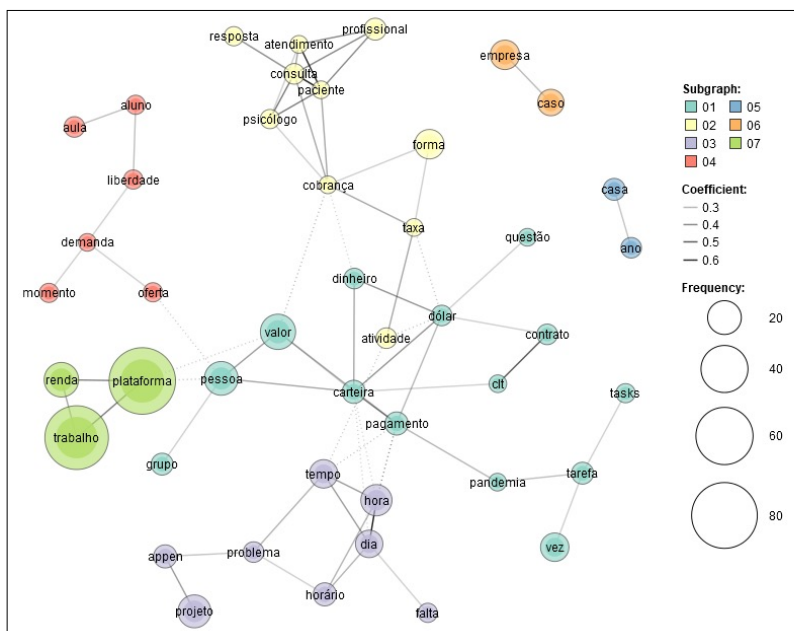 profissional
resposta
atendimento
consulta
paciente
psicólogo
empresa
caso
Subgraph:
01 05
02 06
03 07
04
aluno
aula
liberdade
forma
cobrança
Coefficient:
0.3
0.4
0.5
0.6
casa
ano
demanda
taxa
questão
momento
oferta
dinheiro
Frequency:
20
40
60
80
valor
atividade
dólar
contrato
renda
plataforma
pessoa
carteira
clt
tasks
trabalho
pagamento
grupo
tempo
pandemia
tarefa
hora
vez
dia
appen
problema
horário
projeto
falta